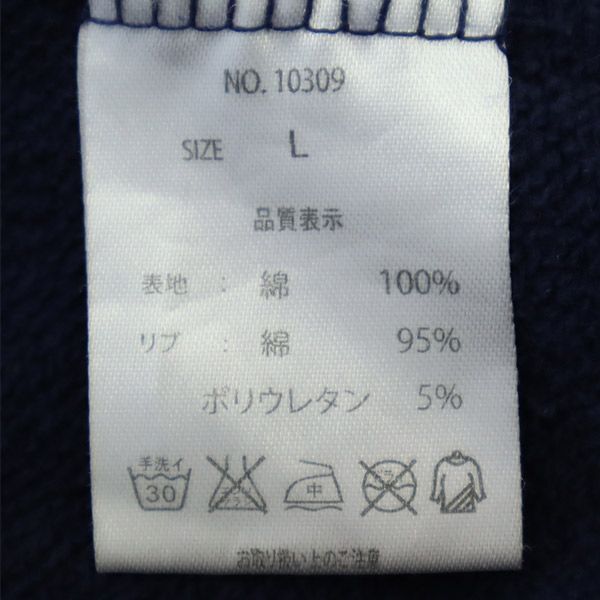 NO. 10309
SIZE L
品質表示
表地 : 綿 100%
リブ : 綿 95%
ポリウレタン 5%
手洗イ
30
中
お取り扱い上のご注意